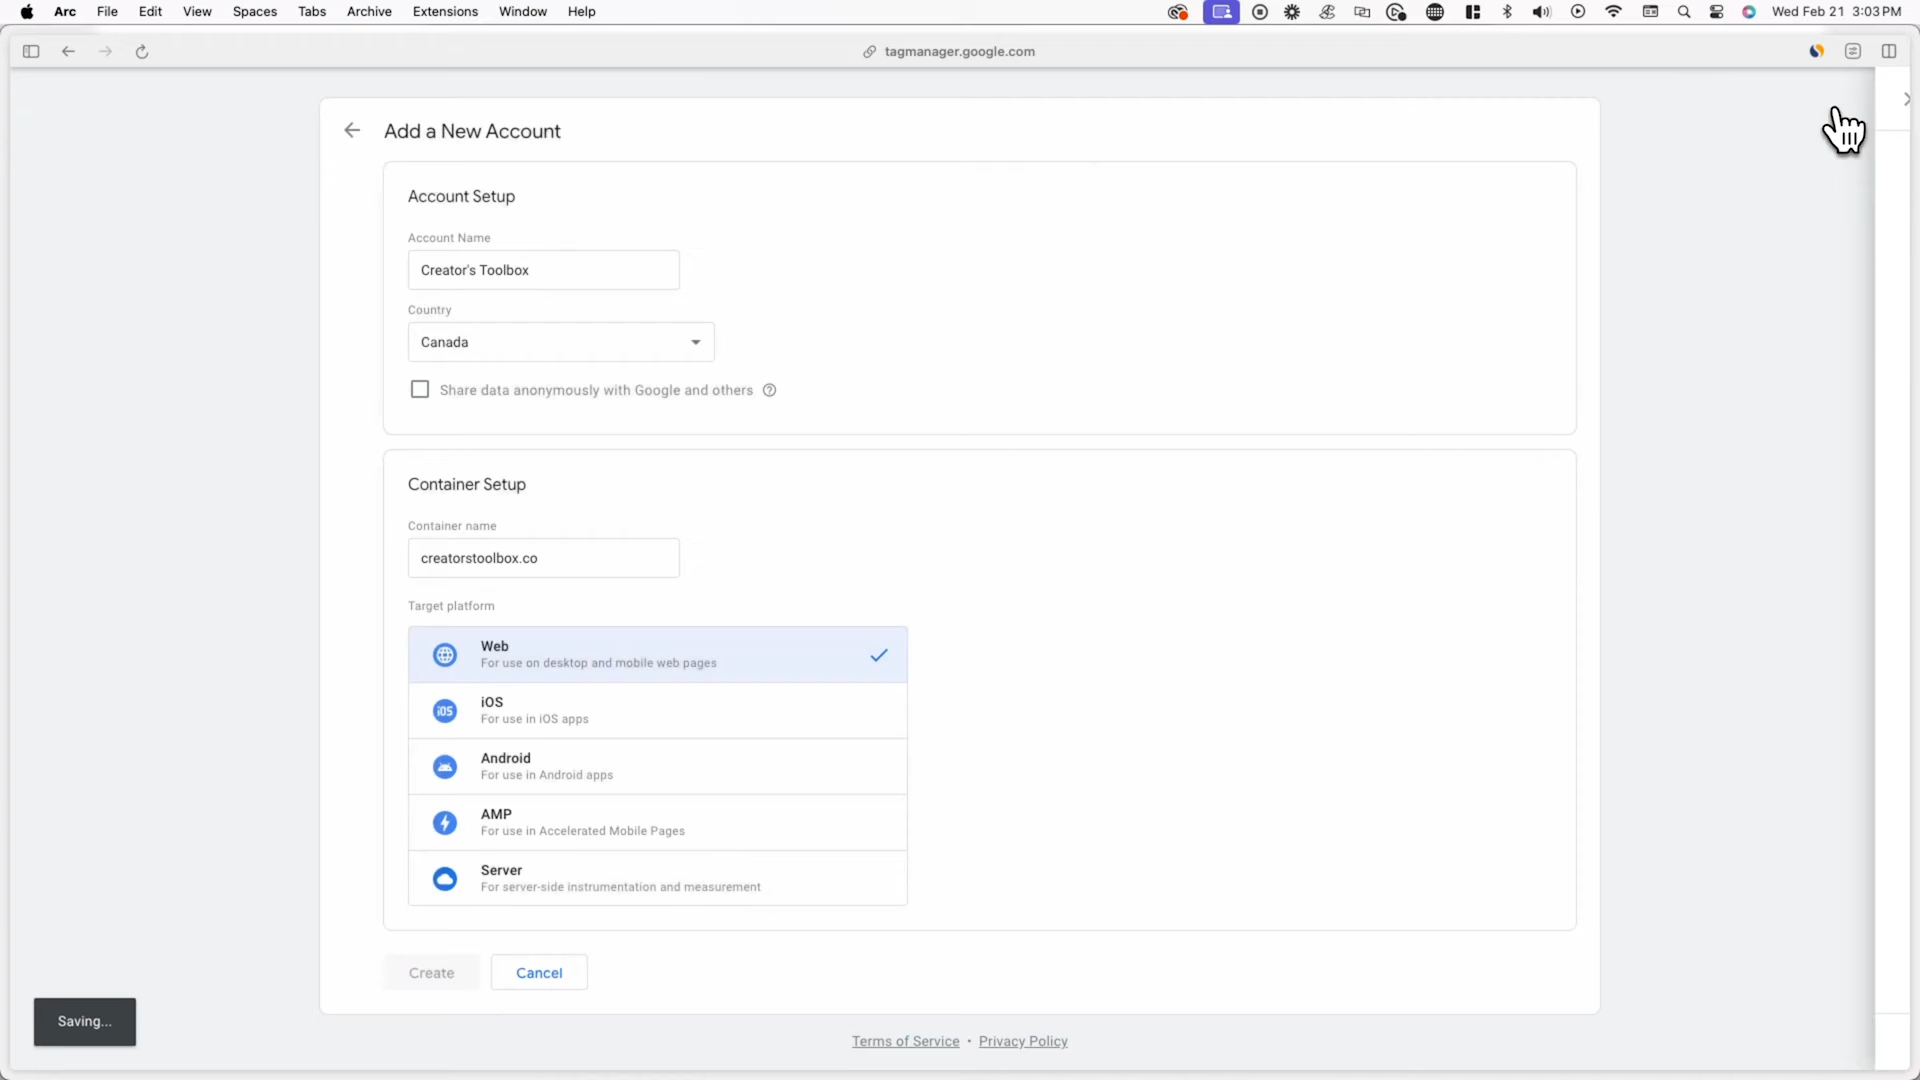 Arc File Edit View Spaces Tabs Archive Extensions Window Help Wed Feb 21 3:03 PM
tagmanager.google.com
Add a New Account
Account Setup
Account Name
Creator's Toolbox
Country
Canada
Share data anonymously with Google and others
Container Setup
Container name
creatorstoolbox.co
Target platform
Web
For use on desktop and mobile web pages
iOS
iOS
For use in iOS apps
Android
For use in Android apps
AMP
For use in Accelerated Mobile Pages
Server
For server-side instrumentation and measurement
Create Cancel
Saving...
Terms of Service • Privacy Policy